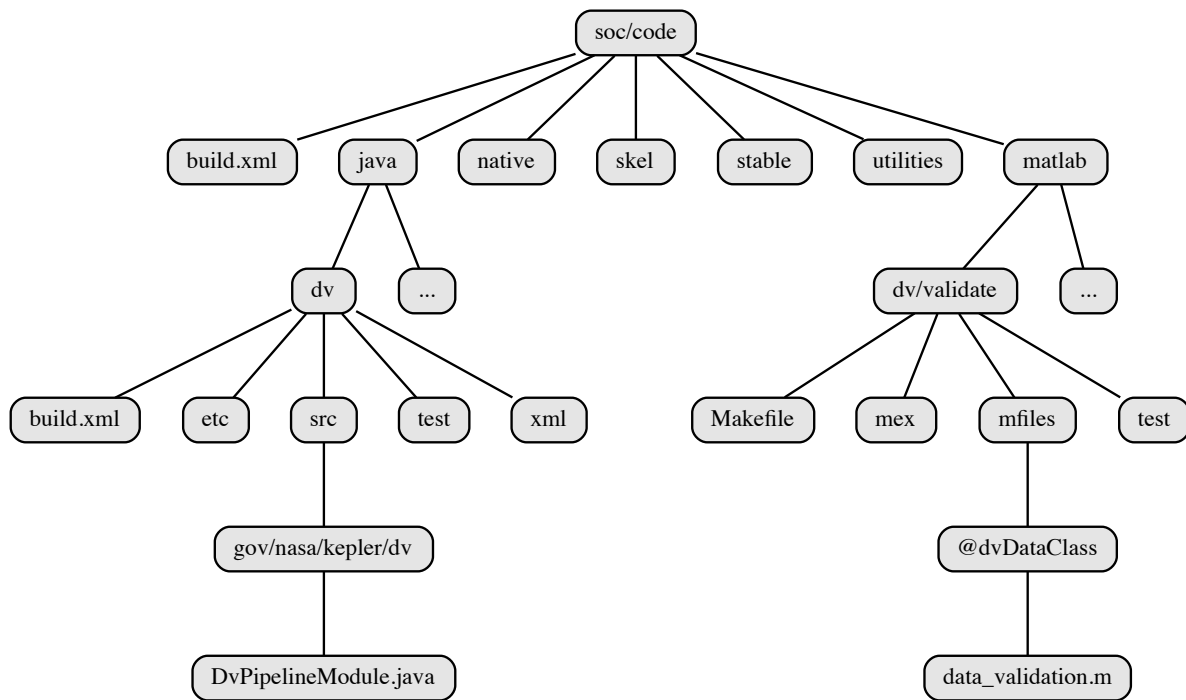 soc/code
build.xml
java
native
skel
stable
utilities
matlab
dv
...
dv/validate
...
build.xml
etc
src
test
xml
Makefile
mex
mfiles
test
gov/nasa/kepler/dv
@dvDataClass
DvPipelineModule.java
data_validation.m